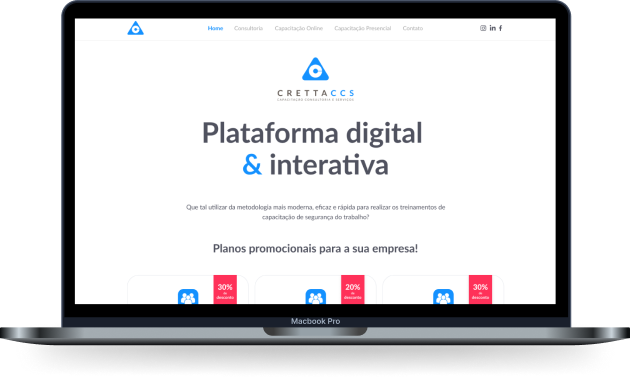 Home Consultoria Capacitação Online Capacitação Presencial Contato
CRETTACCS
CAPACITAÇÃO CONSULTORIA E SERVIÇOS
Plataforma digital
& interativa
Que tal utilizar da metodologia mais moderna, eficaz e rápida para realizar os treinamentos de
capacitação de segurança do trabalho?
Planos promocionais para a sua empresa!
30%
de
desconto
20%
de
desconto
30%
de
desconto
Macbook Pro